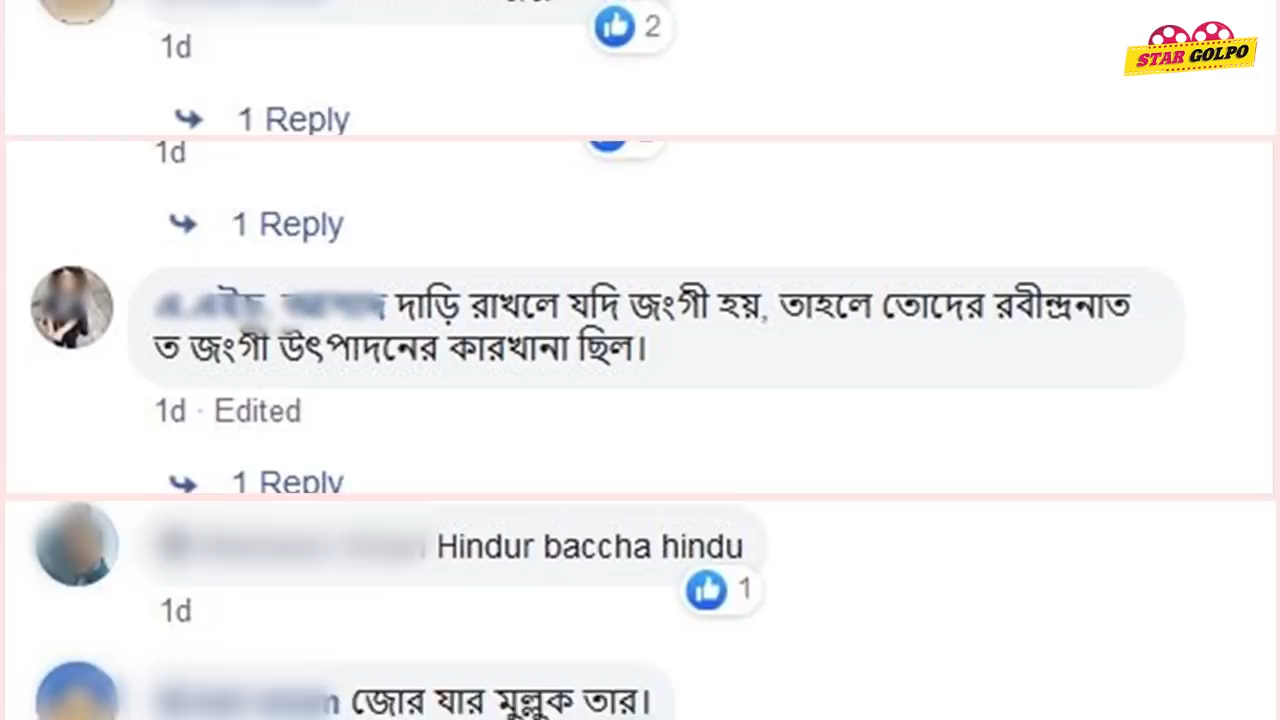 2
STAR GOLPO
1d
1 Reply
1d
1 Reply
দাড়ি রাখলে যদি জংগী হয়, তাহলে তোদের রবীন্দ্রনাত
ত জংগী উৎপাদনের কারখানা ছিল।
1d · Edited
1 Reply
Hindur baccha hindu
1
1d
জোর যার মুল্লুক তার।